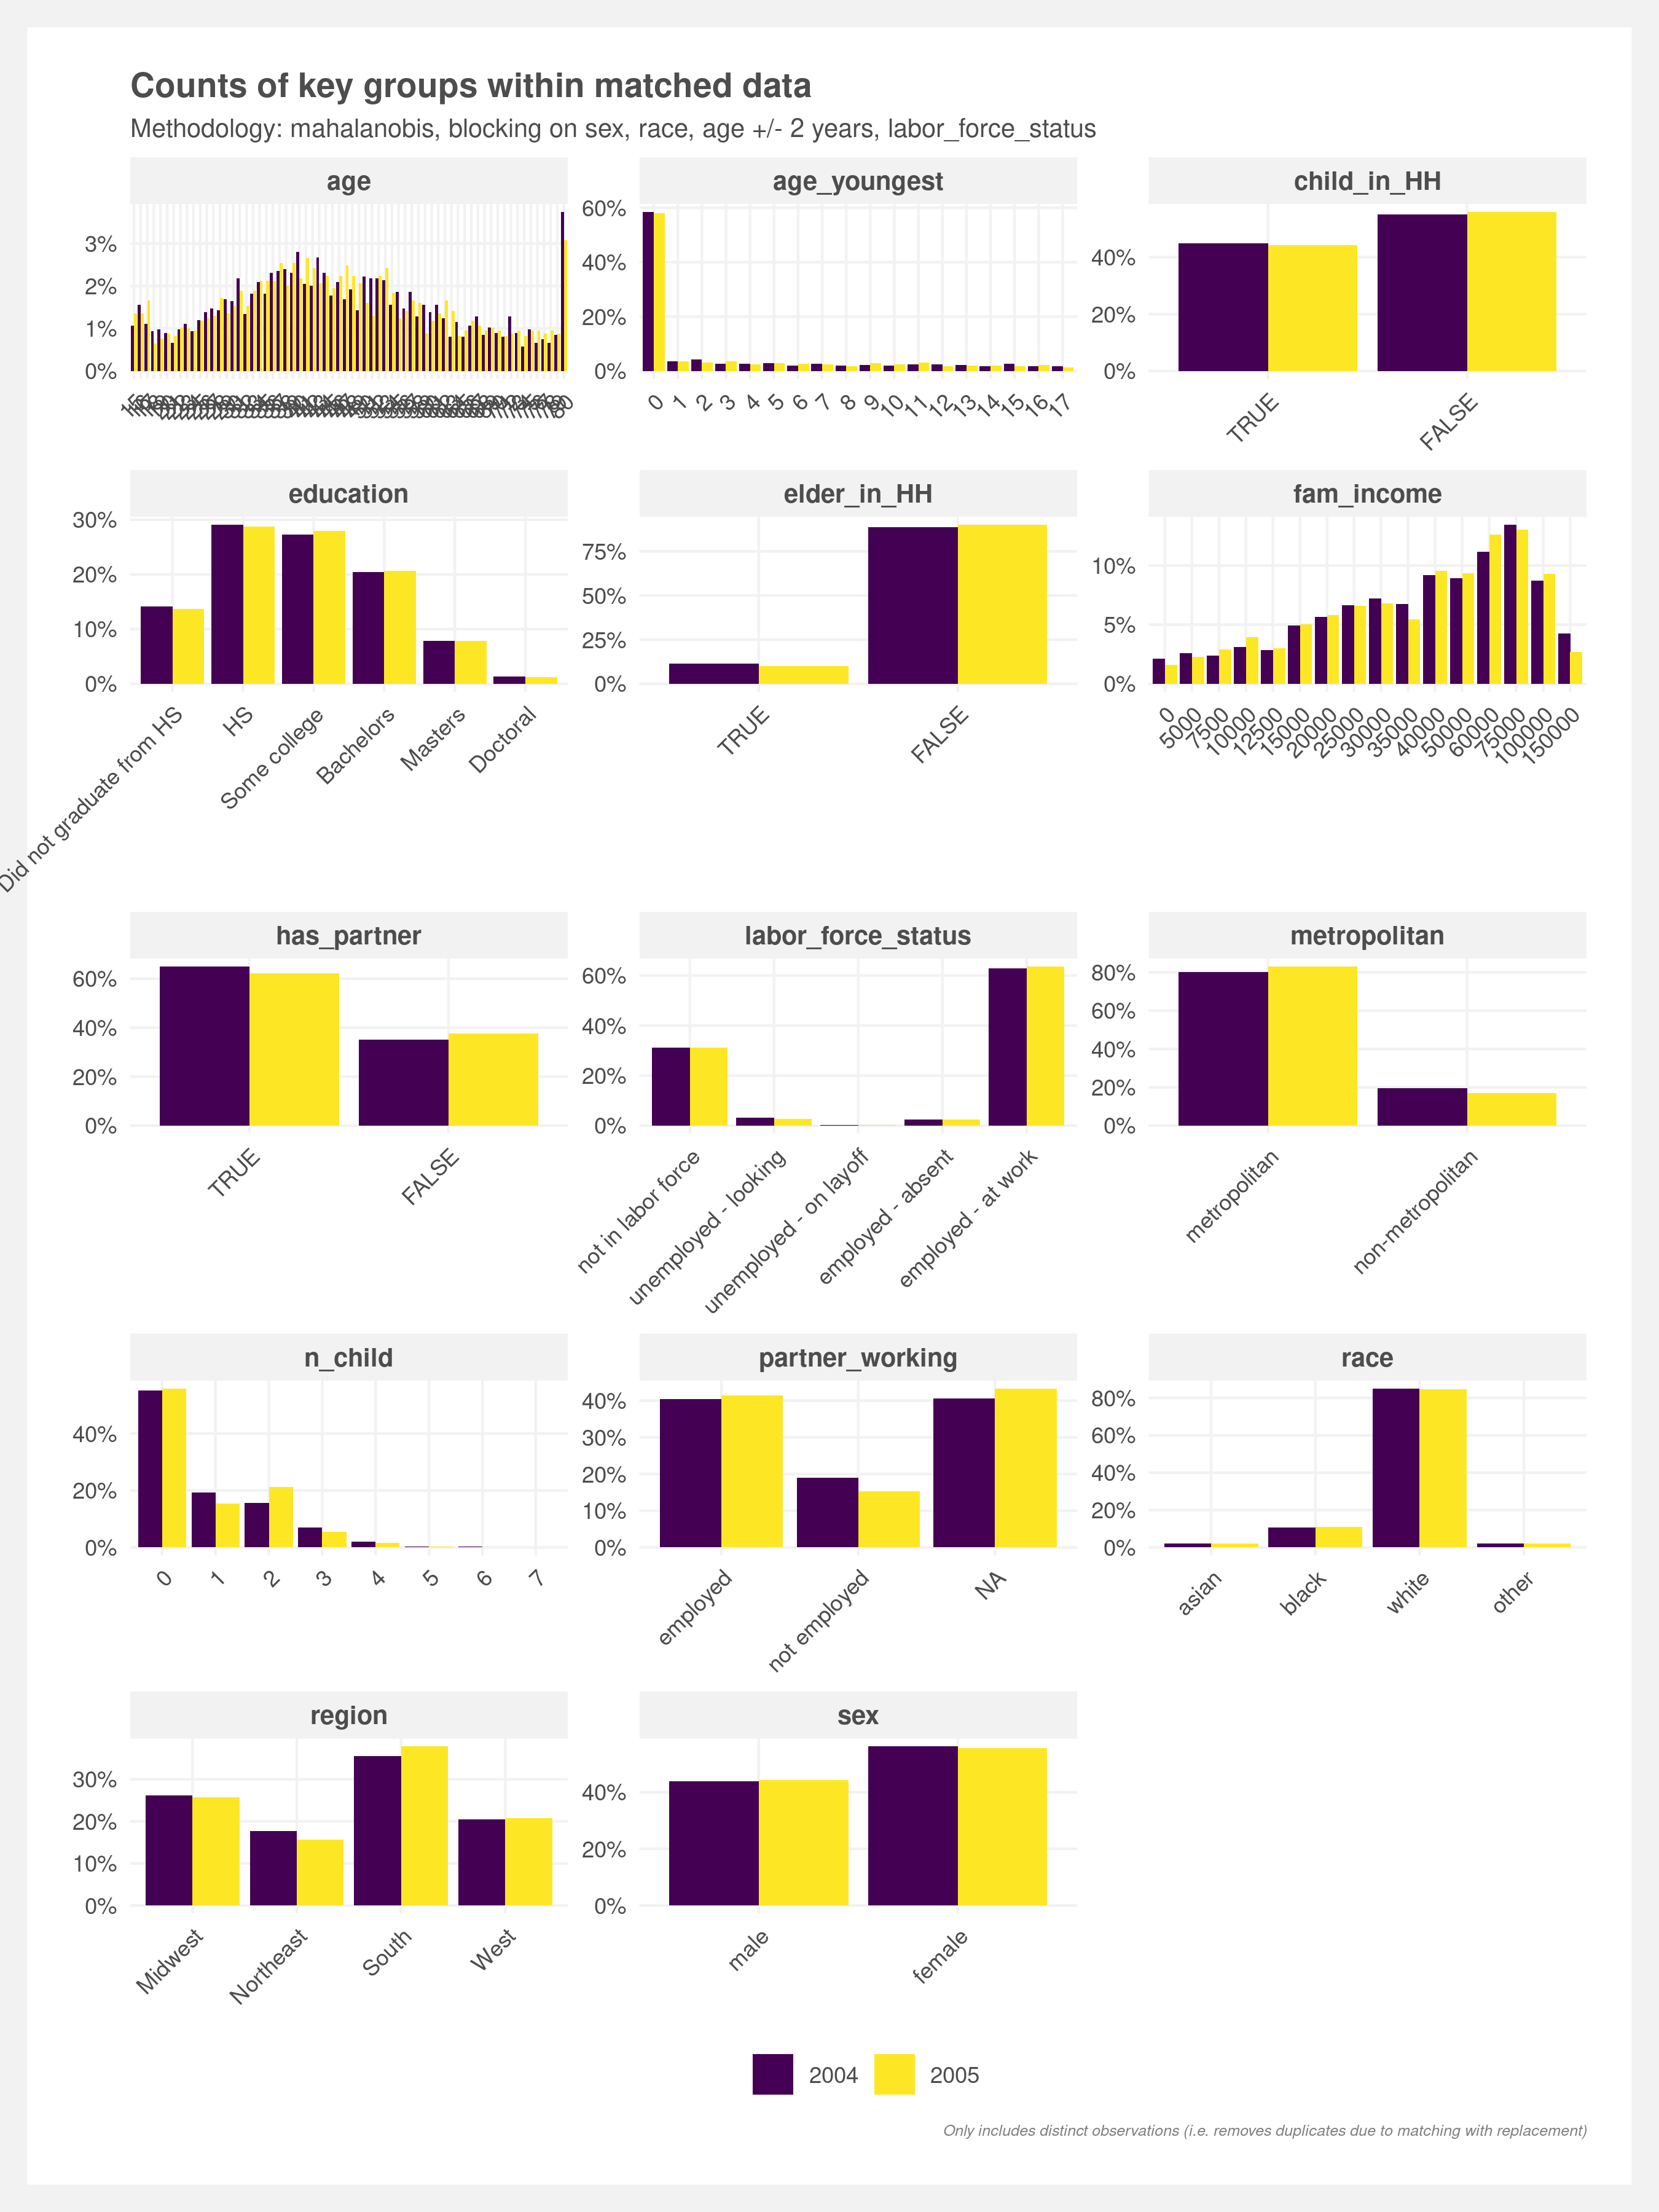 Counts of key groups within matched data
Methodology: mahalanobis, blocking on sex, race, age +/- 2 years, labor_force_status
age
age_youngest
child_in_HH
3%
2%
1%
0%
60%
40%
20%
0%
0 1 2 3 4 5 6 7 8 9 10 11 12 13 14 15 16 17
40%
20%
0%
TRUE FALSE
education
elder_in_HH
fam_income
30%
20%
10%
0%
Did not graduate from HS
HS
Some college
Bachelors
Masters
Doctoral
75%
50%
25%
0%
TRUE FALSE
10%
5%
0%
0 5000 7500 10000 12500 15000 20000 25000 30000 35000 40000 50000 60000 75000 100000 150000
has_partner
labor_force_status
metropolitan
60%
40%
20%
0%
TRUE FALSE
60%
40%
20%
0%
not in labor force
unemployed - looking
unemployed - on layoff
employed - absent
employed - at work
80%
60%
40%
20%
0%
metropolitan
non-metropolitan
n_child
partner_working
race
40%
20%
0%
0 1 2 3 4 5 6 7
40%
30%
20%
10%
0%
employed
not employed
NA
80%
60%
40%
20%
0%
asian
black
white
other
region
sex
30%
20%
10%
0%
Midwest
Northeast
South
West
40%
20%
0%
male
female
2004 2005
Only includes distinct observations (i.e. removes duplicates due to matching with replacement)